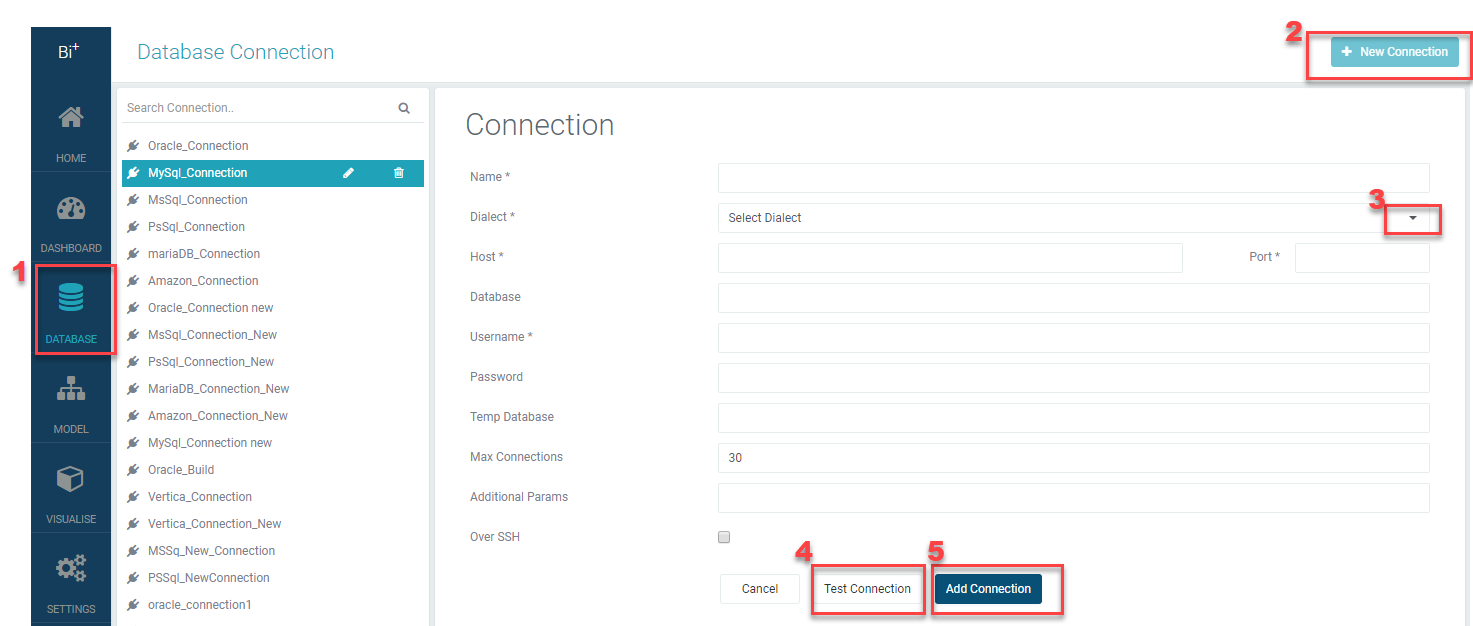 Bi+
Database Connection
2
+ New Connection
HOME
DASHBOARD
1
DATABASE
MODEL
VISUALISE
SETTINGS
Search Connection..
Oracle_Connection
MySql_Connection
MsSql_Connection
PsSql_Connection
mariaDB_Connection
Amazon_Connection
Oracle_Connection new
MsSql_Connection_New
PsSql_Connection_New
MariaDB_Connection_New
Amazon_Connection_New
MySql_Connection new
Oracle_Build
Vertica_Connection
Vertica_Connection_New
MSSq_New_Connection
PSSql_NewConnection
oracle_connection1
Connection
Name *
Dialect * Select Dialect 3
Host * Port *
Database
Username *
Password
Temp Database
Max Connections 30
Additional Params
Over SSH
4 5
Cancel Test Connection Add Connection